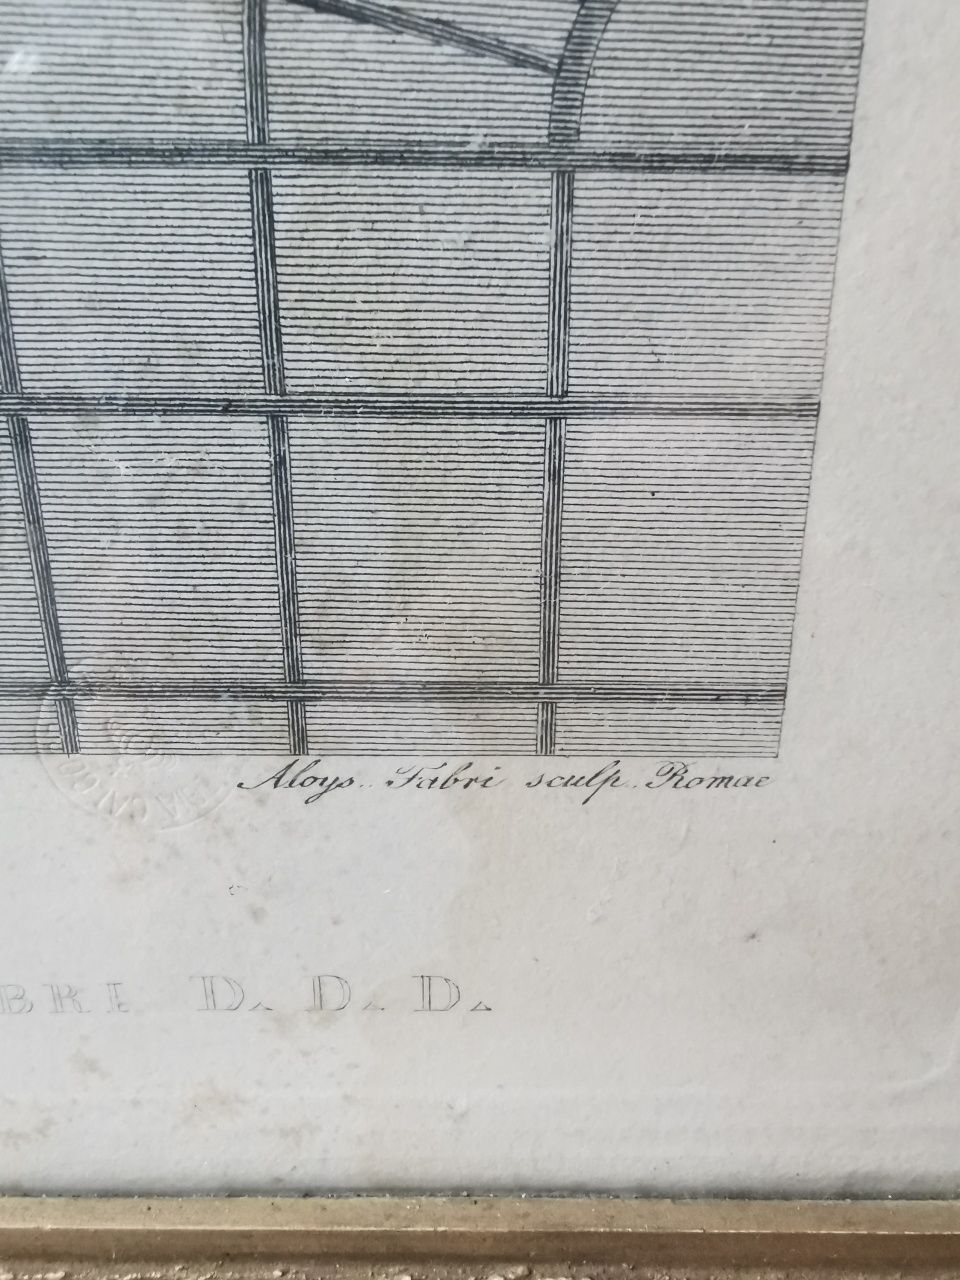 Aloys. Fabri sculp. Romae
BRI D. D. D.